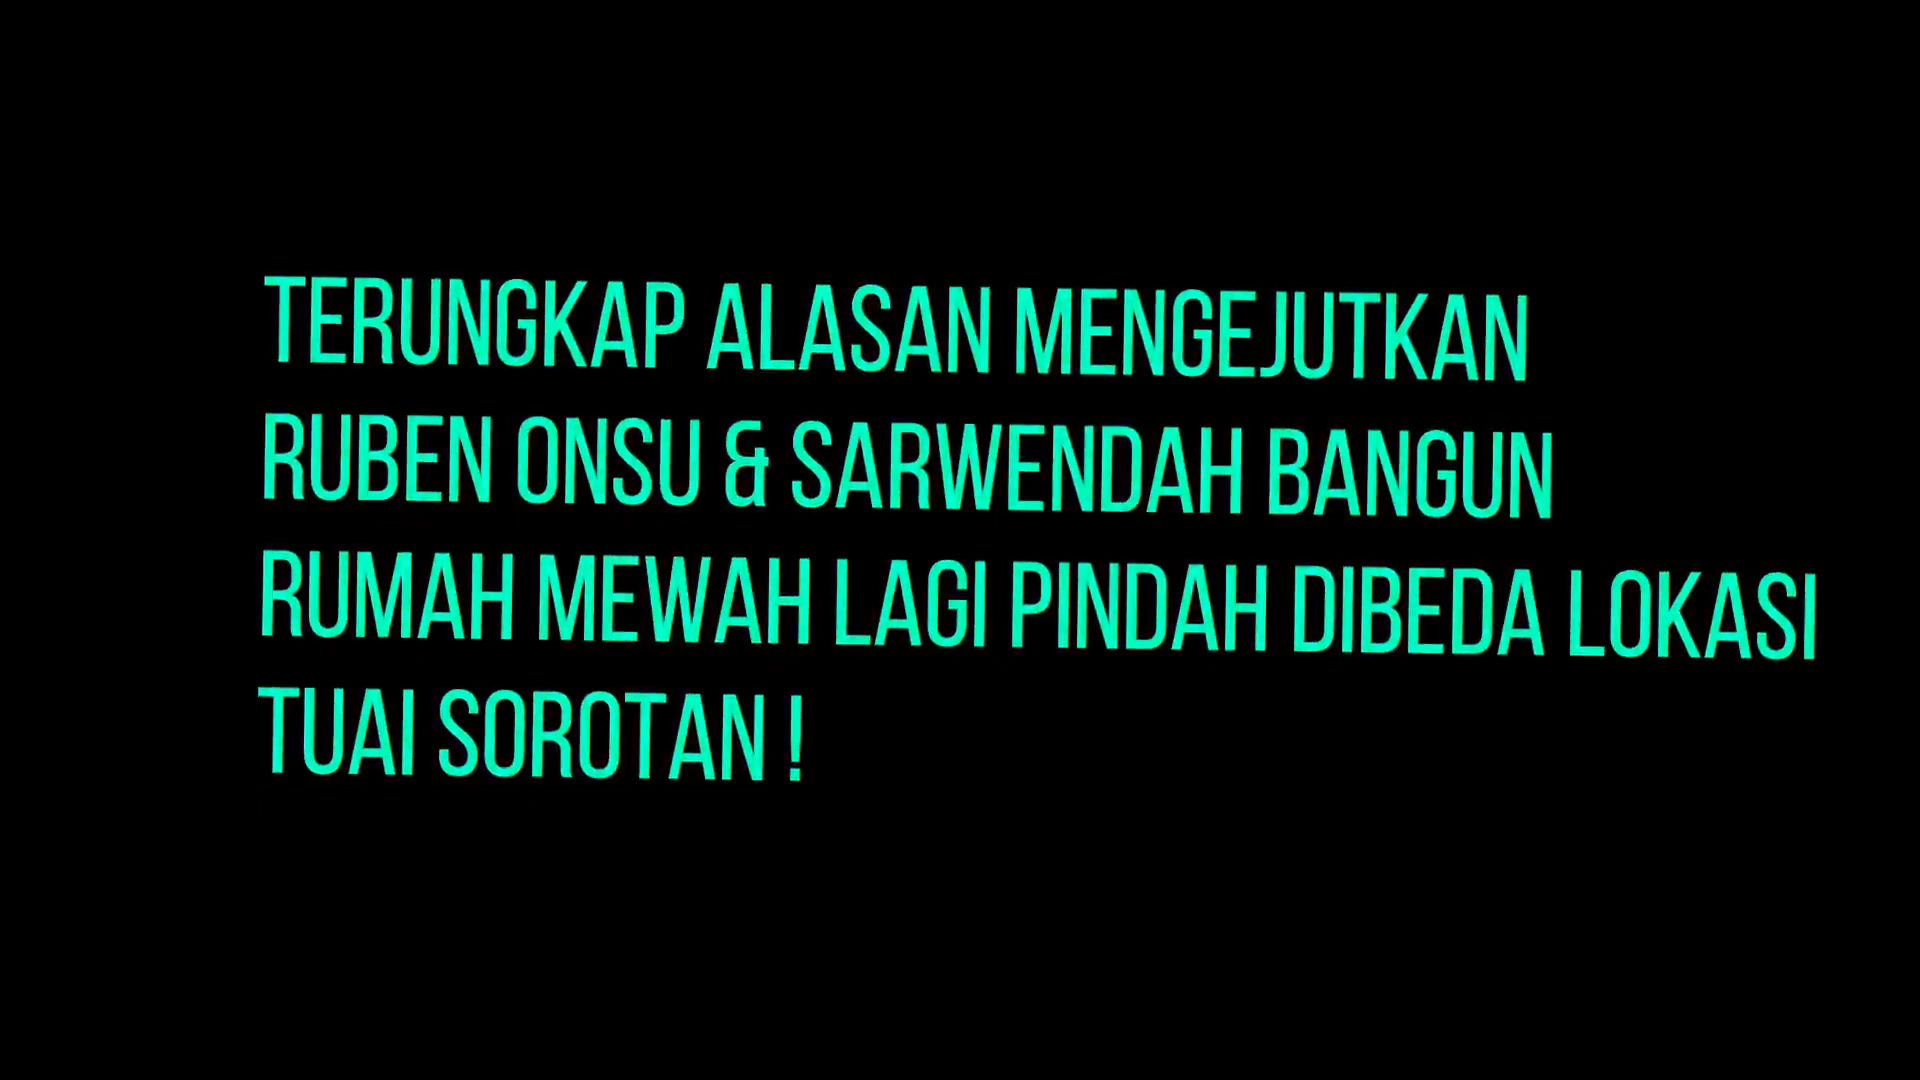 TERUNGKAP ALASAN MENGEJUTKAN
RUBEN ONSU & SARWENDAH BANGUN
RUMAH MEWAH LAGI PINDAH DIBEDA LOKASI
TUAI SOROTAN !